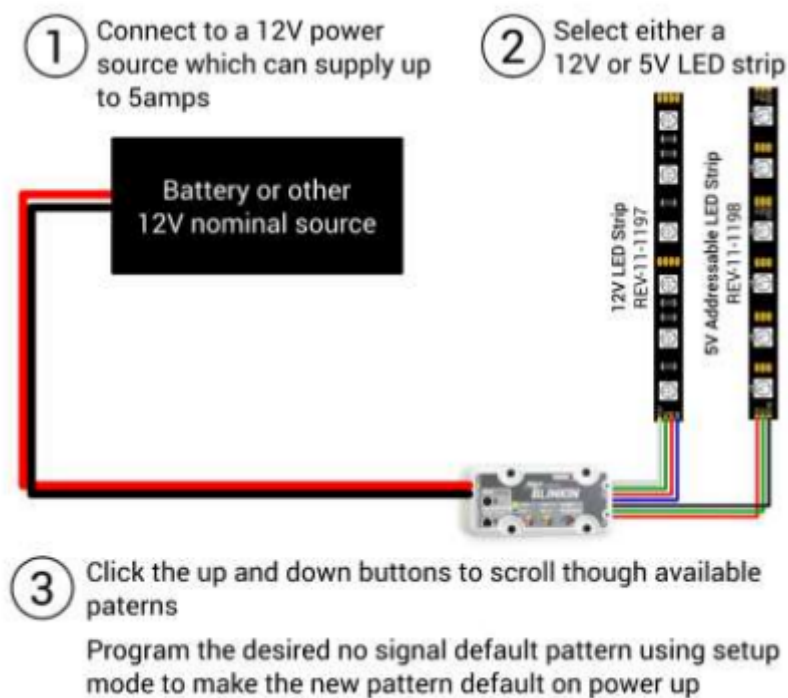 1 Connect to a 12V power
source which can supply up
to 5amps
2 Select either a
12V or 5V LED strip
Battery or other
12V nominal source
12V LED Strip
REV-11-1197
5V Addressable LED Strip
REV-11-1198
BLINKIN
3 Click the up and down buttons to scroll though available
paterns
Program the desired no signal default pattern using setup
mode to make the new pattern default on power up